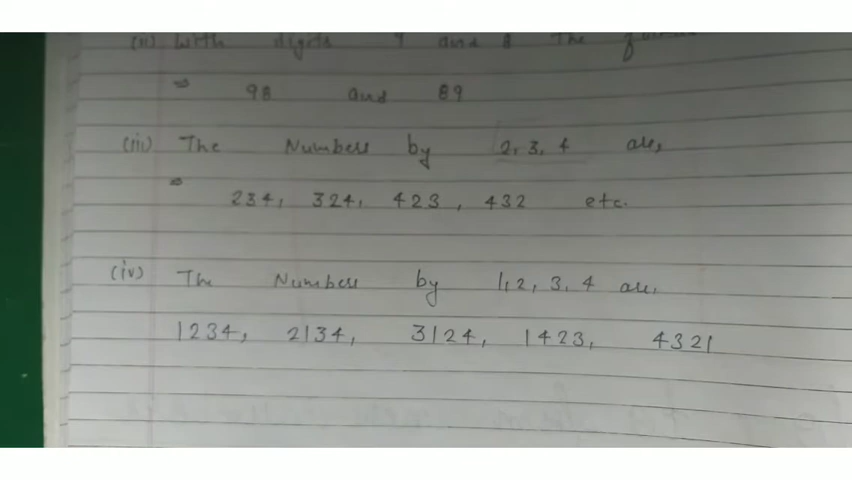 (ii) With digits 9 and 8 The
⇒ 98 and 89
(iii) The Numbers by 2, 3, 4 are,
⇒ 234, 324, 423, 432 etc.
(iv) The Numbers by 1, 2, 3, 4 are,
1234, 2134, 3124, 1423, 4321